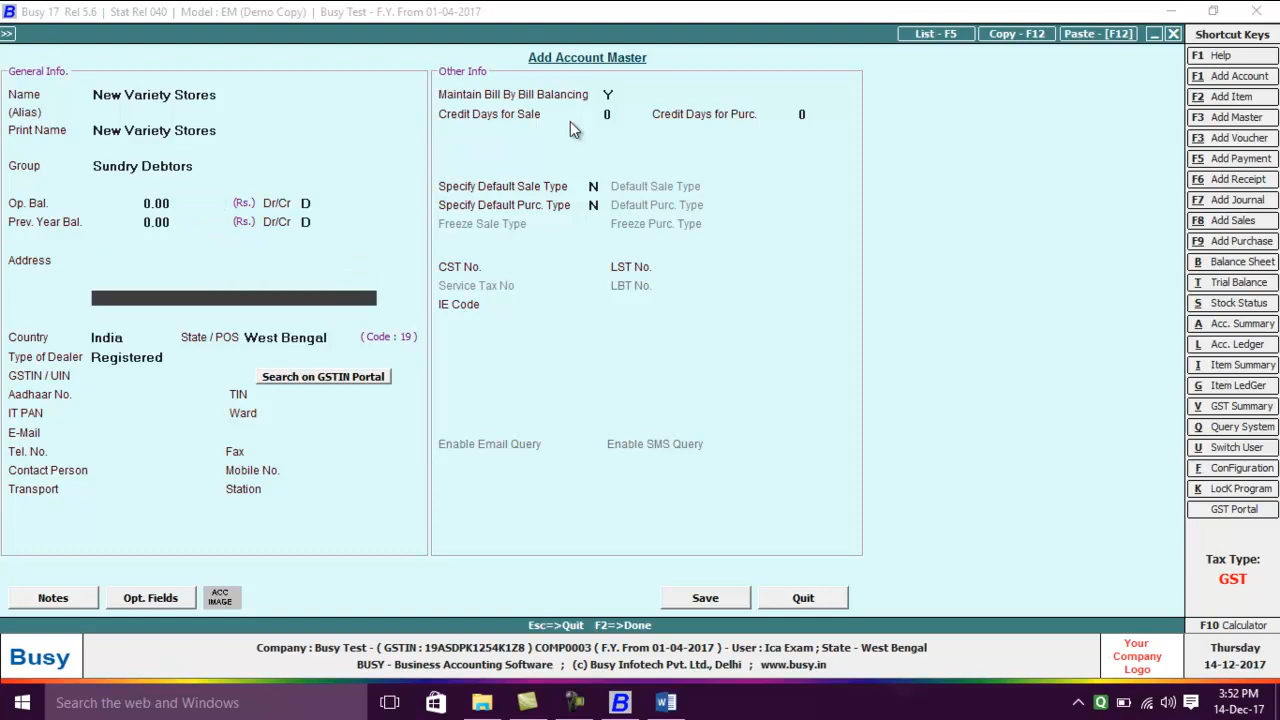 Busy 17 Rel 5.6 | Stat Rel 040 | Model : EM (Demo Copy) | Busy Test - F.Y. From 01-04-2017
>> List - F5 Copy - F12 Paste - [F12]
Add Account Master
General Info.
Name New Variety Stores
(Alias)
Print Name New Variety Stores
Group Sundry Debtors
Op. Bal. 0.00 (Rs.) Dr/Cr D
Prev. Year Bal. 0.00 (Rs.) Dr/Cr D
Address
Country India State / POS West Bengal ( Code : 19 )
Type of Dealer Registered
GSTIN / UIN Search on GSTIN Portal
Aadhaar No. TIN
IT PAN Ward
E-Mail
Tel. No. Fax
Contact Person Mobile No.
Transport Station
Other Info
Maintain Bill By Bill Balancing Y
Credit Days for Sale 0 Credit Days for Purc. 0
Specify Default Sale Type N Default Sale Type
Specify Default Purc. Type N Default Purc. Type
Freeze Sale Type Freeze Purc. Type
CST No. LST No.
Service Tax No LBT No.
IE Code
Enable Email Query Enable SMS Query
Notes Opt. Fields ACC IMAGE Save Quit
Esc=>Quit F2=>Done
Shortcut Keys
F1 Help
F1 Add Account
F2 Add Item
F3 Add Master
F3 Add Voucher
F5 Add Payment
F6 Add Receipt
F7 Add Journal
F8 Add Sales
F9 Add Purchase
B Balance Sheet
T Trial Balance
S Stock Status
A Acc. Summary
L Acc. Ledger
I Item Summary
G Item LedGer
V GST Summary
Q Query System
U Switch User
F ConFiguration
K LocK Program
GST Portal
Tax Type:
GST
F10 Calculator
Busy
Company : Busy Test - ( GSTIN : 19ASDPK1254K1Z8 ) COMP0003 ( F.Y. From 01-04-2017 ) - User : Ica Exam ; State - West Bengal
BUSY - Business Accounting Software ; (c) Busy Infotech Pvt. Ltd., Delhi ; www.busy.in
Your
Company
Logo
Thursday
14-12-2017
Search the web and Windows
3:52 PM
14-Dec-17